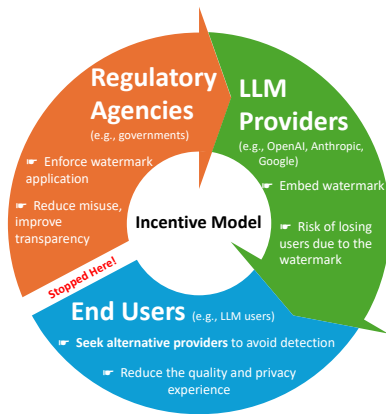 Regulatory
Agencies
(e.g., governments)
☛ Enforce watermark
application
☛ Reduce misuse,
improve
transparency
LLM
Providers
(e.g., OpenAI, Anthropic,
Google)
☛ Embed watermark
☛ Risk of losing
users due to the
watermark
Incentive Model
Stopped Here!
End Users (e.g., LLM users)
☛ Seek alternative providers to avoid detection
☛ Reduce the quality and privacy
experience